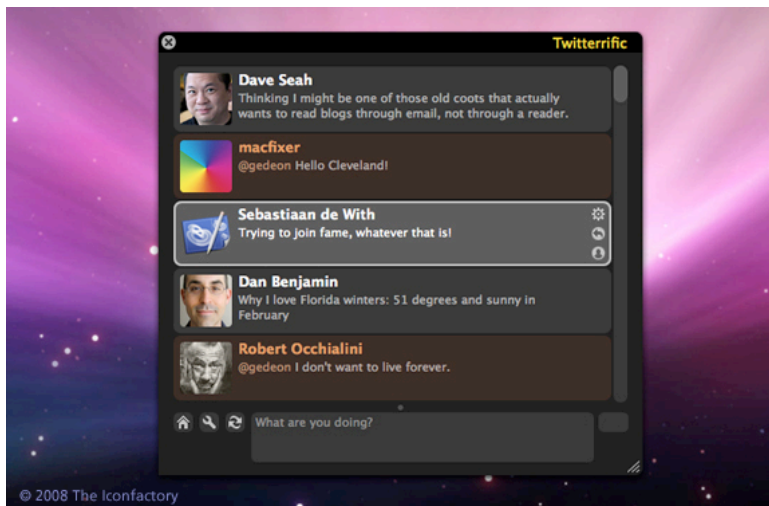 Twitterrific
Dave Seah
Thinking I might be one of those old coots that actually
wants to read blogs through email, not through a reader.
macfixer
@gedeon Hello Cleveland!
Sebastiaan de With
Trying to join fame, whatever that is!
Dan Benjamin
Why I love Florida winters: 51 degrees and sunny in
February
Robert Occhialini
@gedeon I don't want to live forever.
What are you doing?
© 2008 The Iconfactory